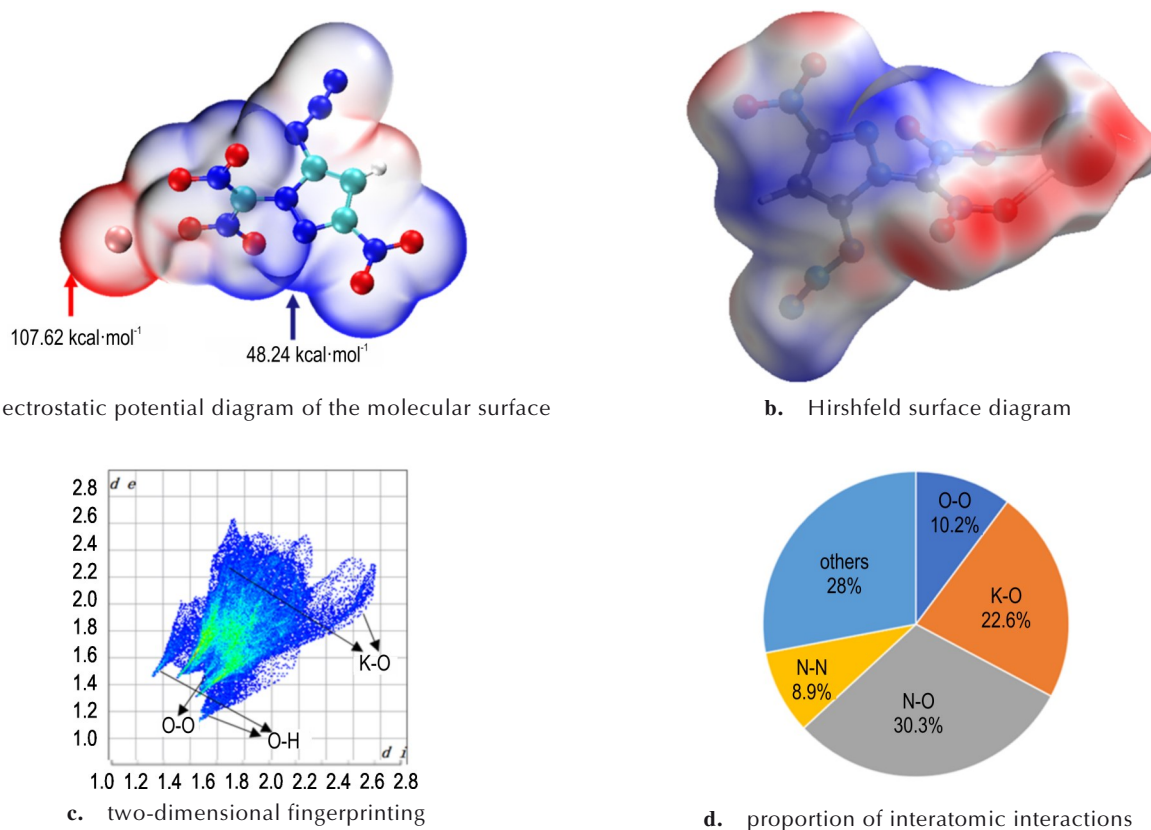 107.62 kcal·mol⁻¹
48.24 kcal·mol⁻¹
ectrostatic potential diagram of the molecular surface
b. Hirshfeld surface diagram
2.8
d e
2.6
2.4
2.2
2.0
1.8
1.6
1.4
1.2
1.0
K-O
O-O
O-H
d i
1.0 1.2 1.4 1.6 1.8 2.0 2.2 2.4 2.6 2.8
c. two-dimensional fingerprinting
O-O
10.2%
K-O
22.6%
N-O
30.3%
N-N
8.9%
others
28%
d. proportion of interatomic interactions